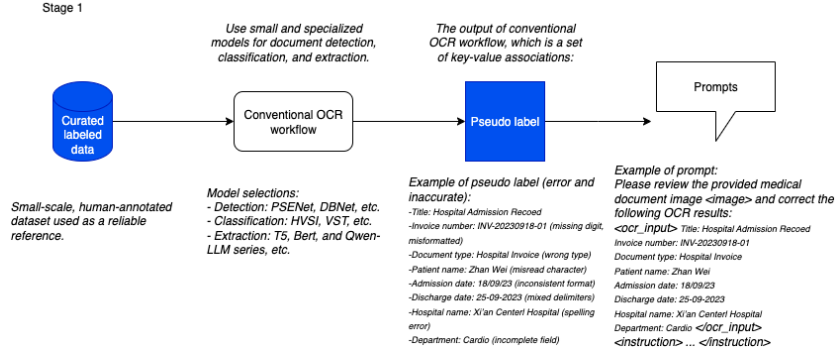 Stage 1
Use small and specialized
models for document detection,
classification, and extraction.
The output of conventional
OCR workflow, which is a set
of key-value associations:
Curated
labeled
data
Conventional OCR
workflow
Pseudo label
Prompts
Small-scale, human-annotated
dataset used as a reliable
reference.
Model selections:
- Detection: PSENet, DBNet, etc.
- Classification: HVSI, VST, etc.
- Extraction: T5, Bert, and Qwen-
LLM series, etc.
Example of pseudo label (error and
inaccurate):
-Title: Hospital Admission Recoed
-Invoice number: INV-20230918-01 (missing digit,
misformatted)
-Document type: Hospital Invoice (wrong type)
-Patient name: Zhan Wei (misread character)
-Admission date: 18/09/23 (inconsistent format)
-Discharge date: 25-09-2023 (mixed delimiters)
-Hospital name: Xi'an Centerl Hospital (spelling
error)
-Department: Cardio (incomplete field)
Example of prompt:
Please review the provided medical
document image <image> and correct the
following OCR results:
<ocr_input> Title: Hospital Admission Recoed
Invoice number: INV-20230918-01
Document type: Hospital Invoice
Patient name: Zhan Wei
Admission date: 18/09/23
Discharge date: 25-09-2023
Hospital name: Xi'an Centerl Hospital
Department: Cardio </ocr_input>
<instruction> ... </instruction>